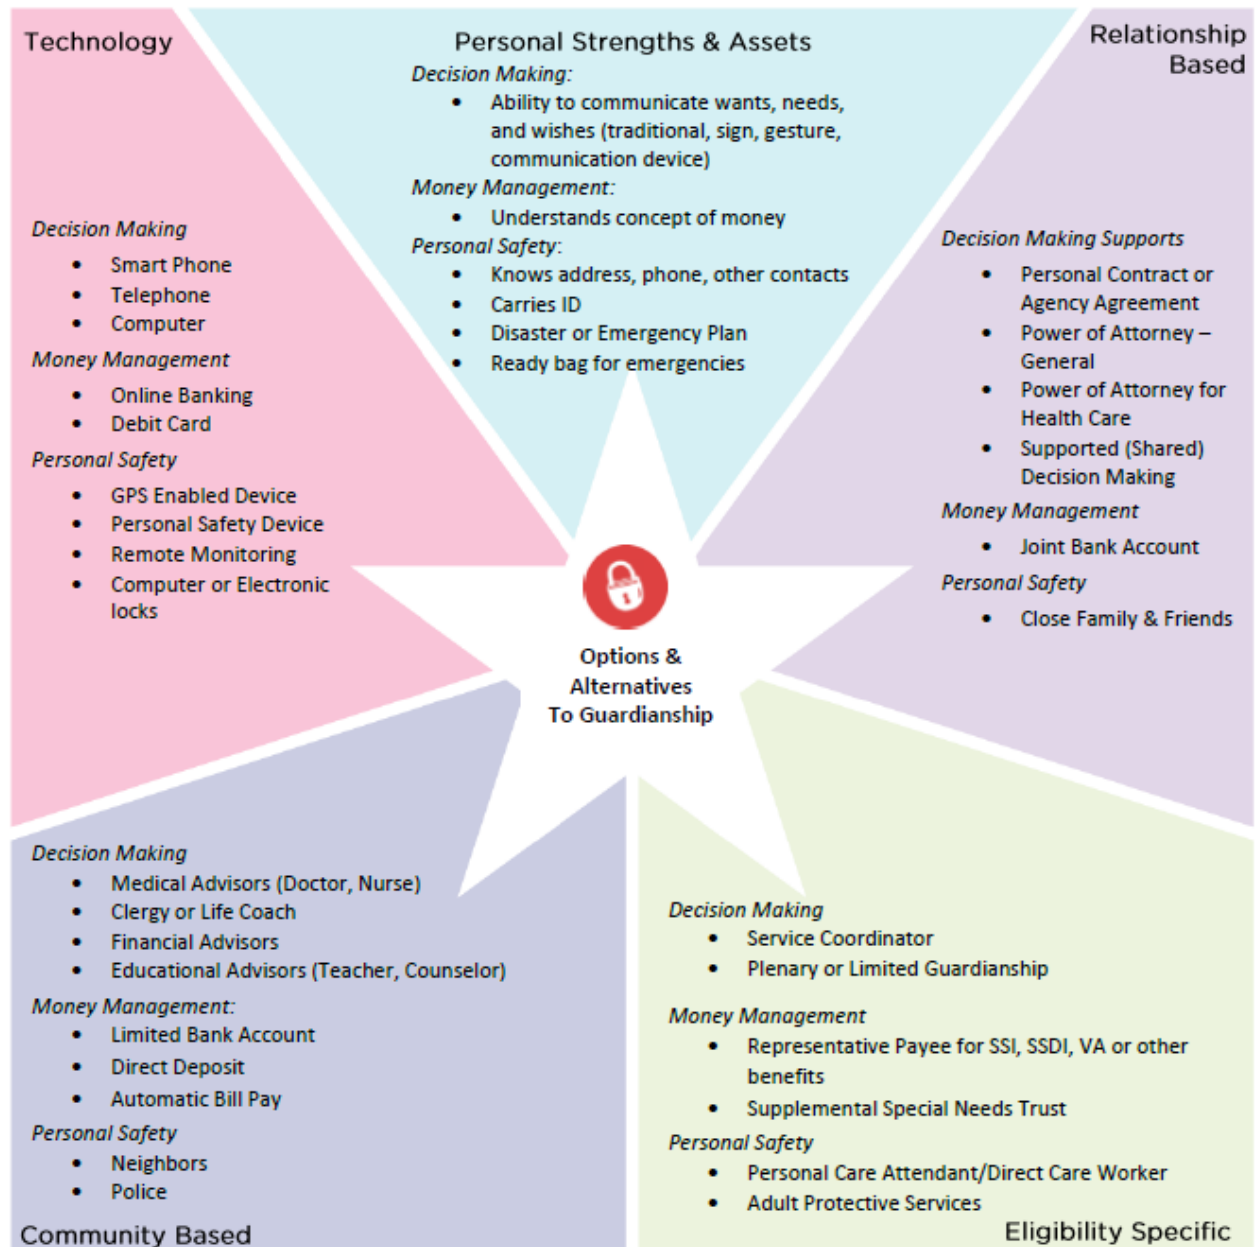 Technology
Decision Making
• Smart Phone
• Telephone
• Computer
Money Management
• Online Banking
• Debit Card
Personal Safety
• GPS Enabled Device
• Personal Safety Device
• Remote Monitoring
• Computer or Electronic
locks
Personal Strengths & Assets
Decision Making:
• Ability to communicate wants, needs,
and wishes (traditional, sign, gesture,
communication device)
Money Management:
• Understands concept of money
Personal Safety:
• Knows address, phone, other contacts
• Carries ID
• Disaster or Emergency Plan
• Ready bag for emergencies
Relationship
Based
Decision Making Supports
• Personal Contract or
Agency Agreement
• Power of Attorney –
General
• Power of Attorney for
Health Care
• Supported (Shared)
Decision Making
Money Management
• Joint Bank Account
Personal Safety
• Close Family & Friends
Options &
Alternatives
To Guardianship
Decision Making
• Medical Advisors (Doctor, Nurse)
• Clergy or Life Coach
• Financial Advisors
• Educational Advisors (Teacher, Counselor)
Money Management:
• Limited Bank Account
• Direct Deposit
• Automatic Bill Pay
Personal Safety
• Neighbors
• Police
Community Based
Decision Making
• Service Coordinator
• Plenary or Limited Guardianship
Money Management
• Representative Payee for SSI, SSDI, VA or other
benefits
• Supplemental Special Needs Trust
Personal Safety
• Personal Care Attendant/Direct Care Worker
• Adult Protective Services
Eligibility Specific